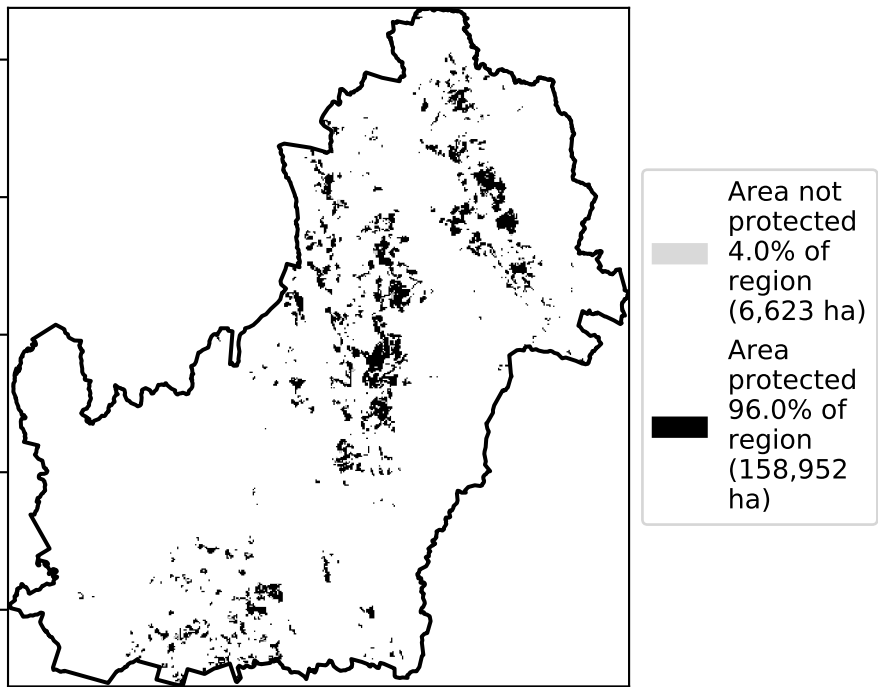 Area not
protected
4.0% of
region
(6,623 ha)
Area
protected
96.0% of
region
(158,952
ha)